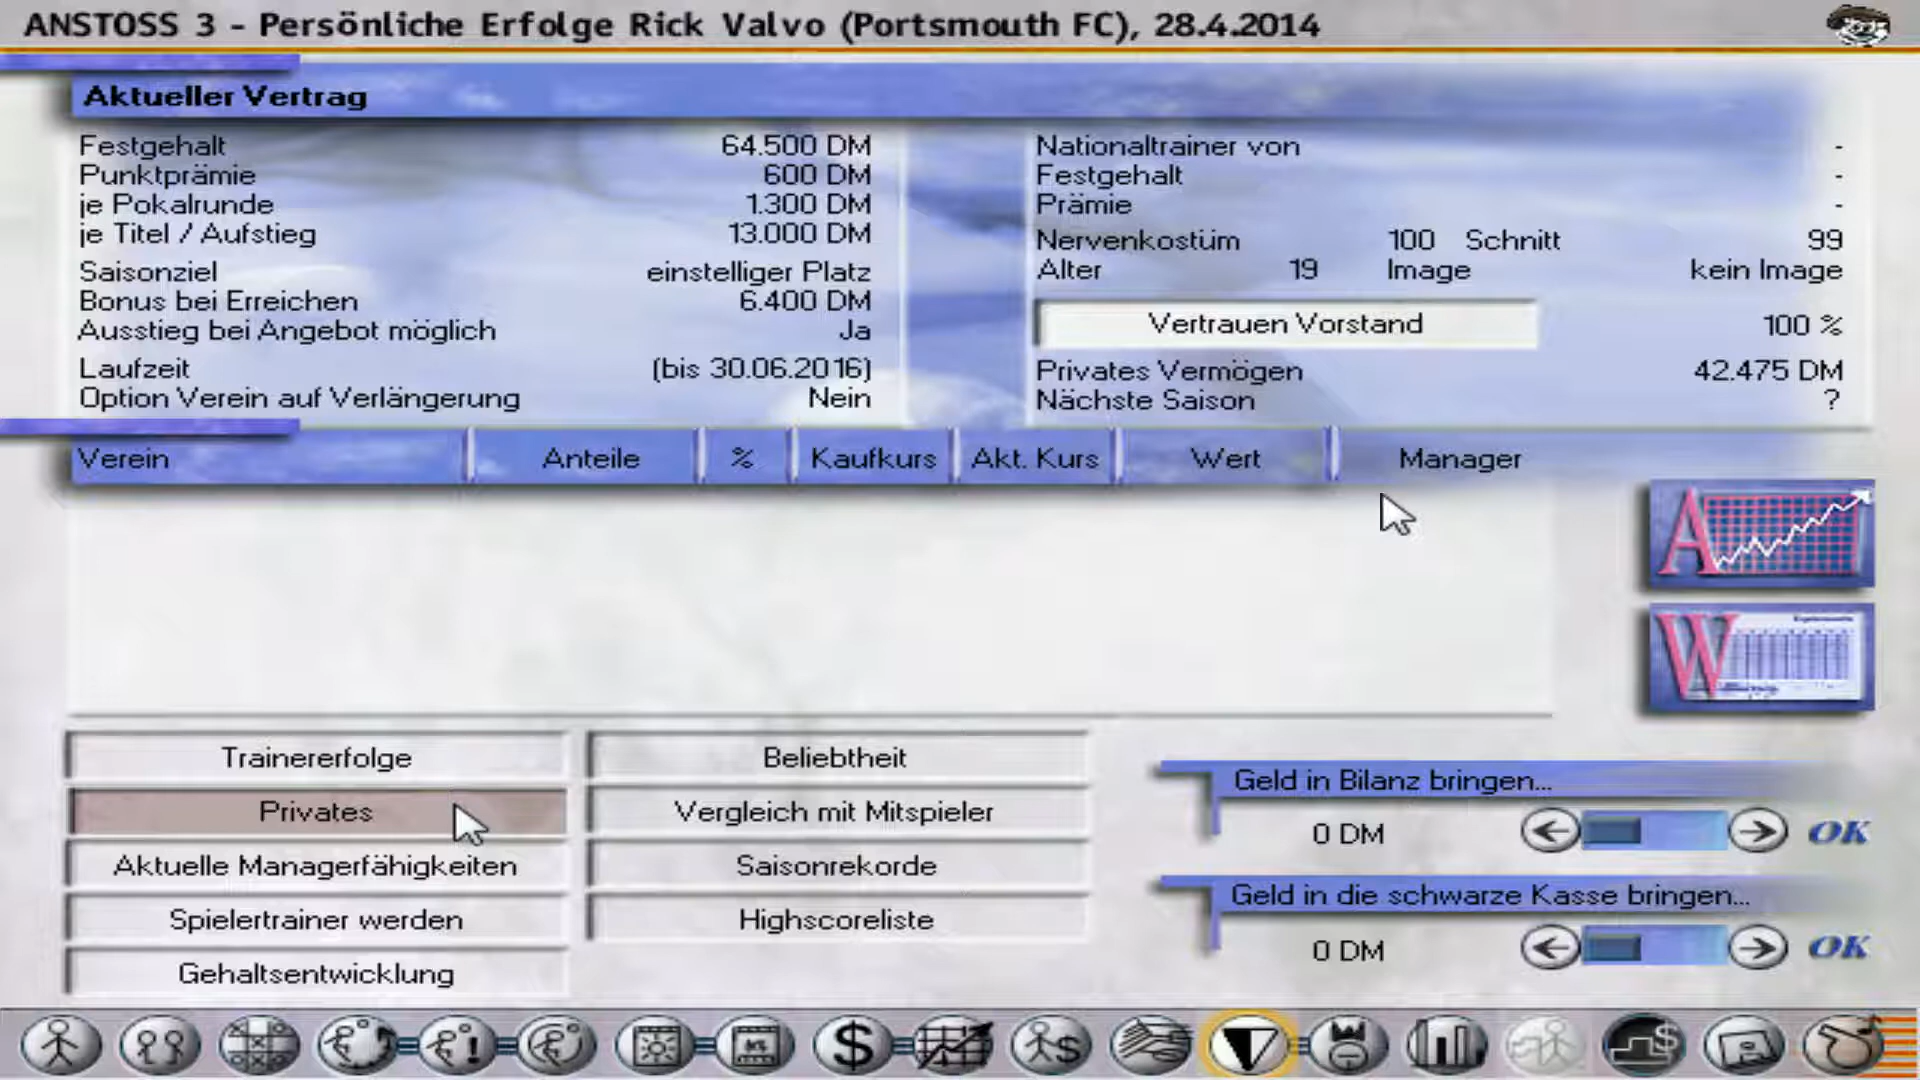 ANSTOSS 3 - Persönliche Erfolge Rick Valvo (Portsmouth FC), 28.4.2014
Aktueller Vertrag
Festgehalt 64.500 DM
Punktprämie 600 DM
je Pokalrunde 1.300 DM
je Titel / Aufstieg 13.000 DM
Saisonziel einstelliger Platz
Bonus bei Erreichen 6.400 DM
Ausstieg bei Angebot möglich Ja
Laufzeit (bis 30.06.2016)
Option Verein auf Verlängerung Nein
Nationaltrainer von -
Festgehalt -
Prämie -
Nervenkostüm 100 Schnitt 99
Alter 19 Image kein Image
Vertrauen Vorstand 100 %
Privates Vermögen 42.475 DM
Nächste Saison ?
Verein Anteile % Kaufkurs Akt. Kurs Wert Manager
A
W
Trainererfolge
Privates
Aktuelle Managerfähigkeiten
Spielertrainer werden
Gehaltsentwicklung
Beliebtheit
Vergleich mit Mitspieler
Saisonrekorde
Highscoreliste
Geld in Bilanz bringen...
0 DM OK
Geld in die schwarze Kasse bringen...
0 DM OK